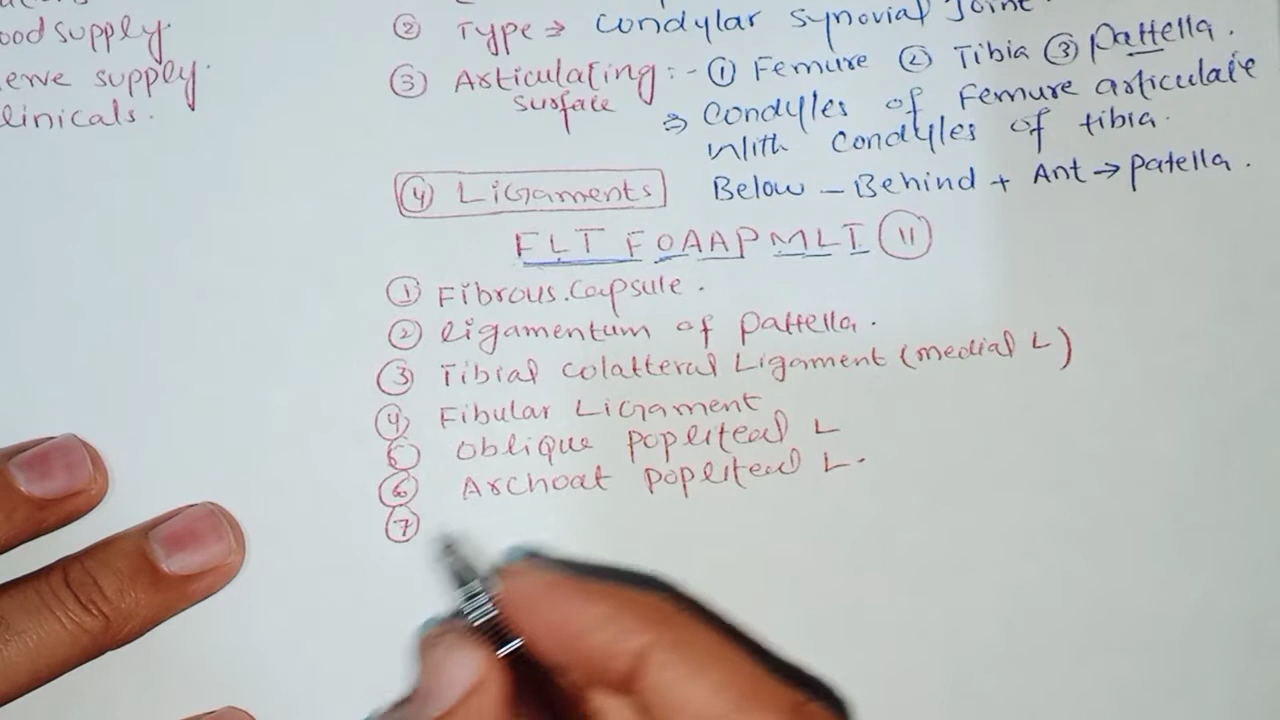 ood supply
erve supply.
linicals.
② Type ⇒ Condylar synovial Joint
③ Articulating :- ① Femure ② Tibia ③ Pattella.
surface
⇒ Condylles of Femure articulate
With Condyles of tibia.
Below - Behind + Ant → patella.
④ Ligaments
FLT FOAAPMLI ⑪
① Fibrous.Capsule.
② ligamentum of pattella.
③ Tibial Colatteral Ligament (medial L)
④ Fibular Ligament
⑤ Oblique popliteal L
⑥ Archoat popliteal L.
⑦